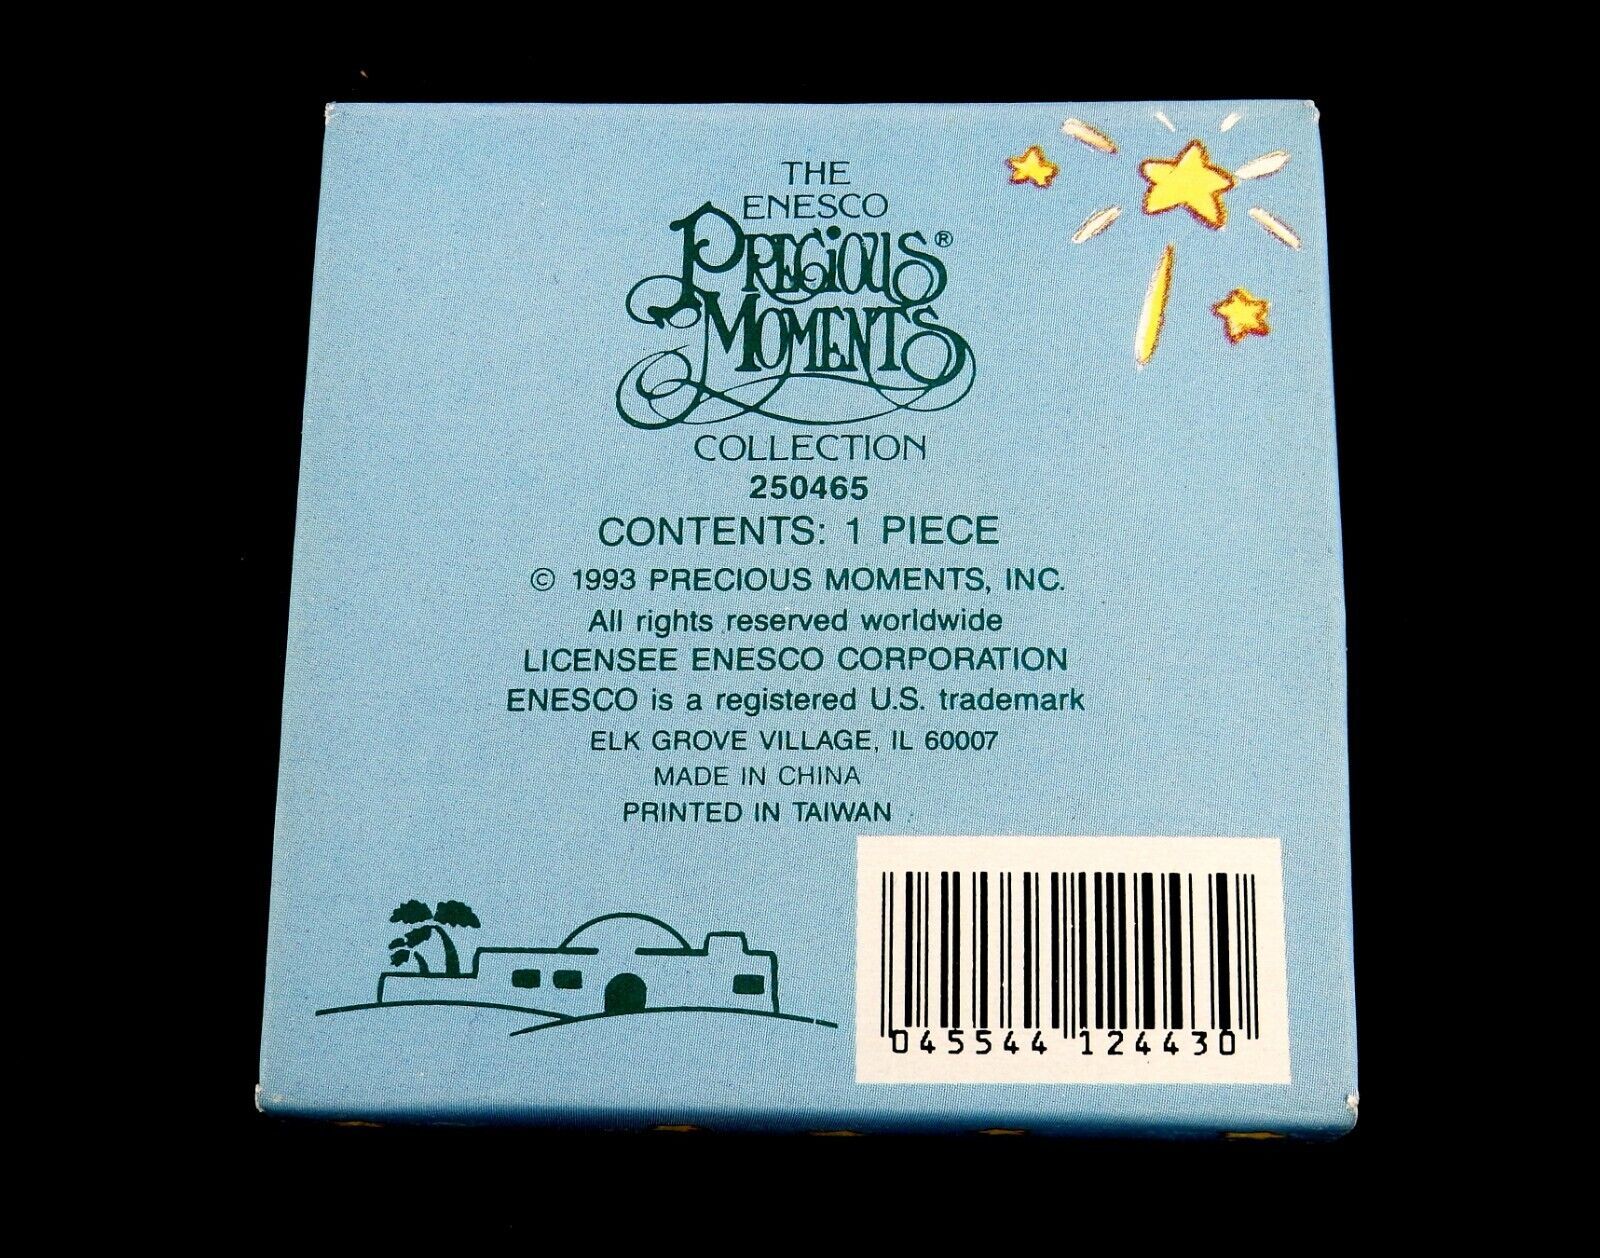 THE
ENESCO
PRECIOUS®
MOMENTS
COLLECTION
250465
CONTENTS: 1 PIECE
© 1993 PRECIOUS MOMENTS, INC.
All rights reserved worldwide
LICENSEE ENESCO CORPORATION
ENESCO is a registered U.S. trademark
ELK GROVE VILLAGE, IL 60007
MADE IN CHINA
PRINTED IN TAIWAN
045544 124430